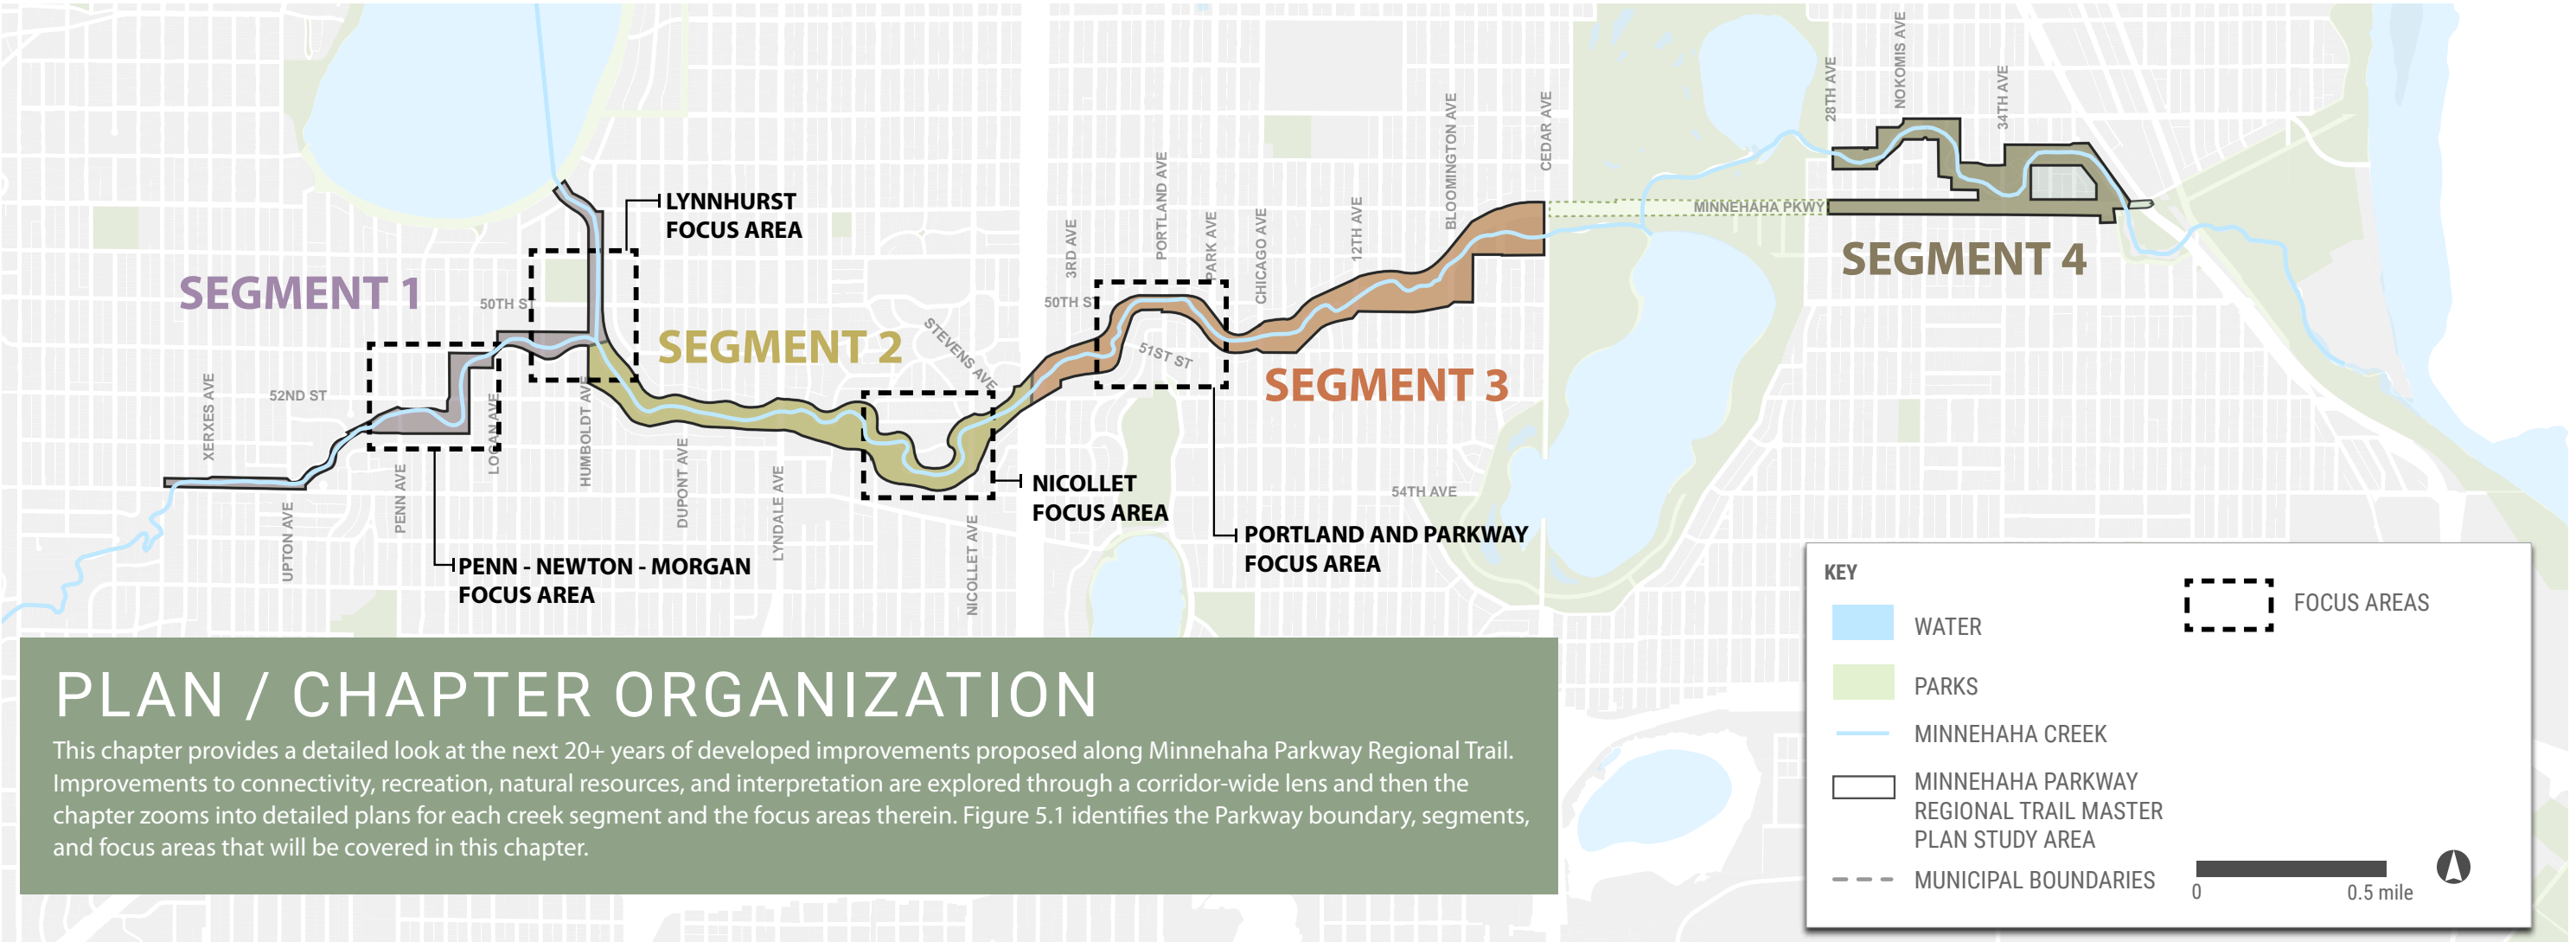 28TH AVE
NOKOMIS AVE
34TH AVE
BLOOMINGTON AVE
CEDAR AVE
PORTLAND AVE
LYNNHURST
FOCUS AREA
MINNEHAHA PKWY
3RD AVE
PARK AVE
CHICAGO AVE
12TH AVE
SEGMENT 4
SEGMENT 1
50TH ST
50TH ST
SEGMENT 2
STEVENS AVE
51ST ST
SEGMENT 3
XERXES AVE
52ND ST
LOGAN AVE
HUMBOLDT AVE
NICOLLET
FOCUS AREA
54TH AVE
UPTON AVE
PENN AVE
DUPONT AVE
LYNDALE AVE
NICOLLET AVE
PORTLAND AND PARKWAY
FOCUS AREA
PENN - NEWTON - MORGAN
FOCUS AREA
PLAN / CHAPTER ORGANIZATION
This chapter provides a detailed look at the next 20+ years of developed improvements proposed along Minnehaha Parkway Regional Trail.
Improvements to connectivity, recreation, natural resources, and interpretation are explored through a corridor-wide lens and then the
chapter zooms into detailed plans for each creek segment and the focus areas therein. Figure 5.1 identifies the Parkway boundary, segments,
and focus areas that will be covered in this chapter.
KEY
WATER
PARKS
MINNEHAHA CREEK
MINNEHAHA PARKWAY
REGIONAL TRAIL MASTER
PLAN STUDY AREA
MUNICIPAL BOUNDARIES
FOCUS AREAS
0 0.5 mile